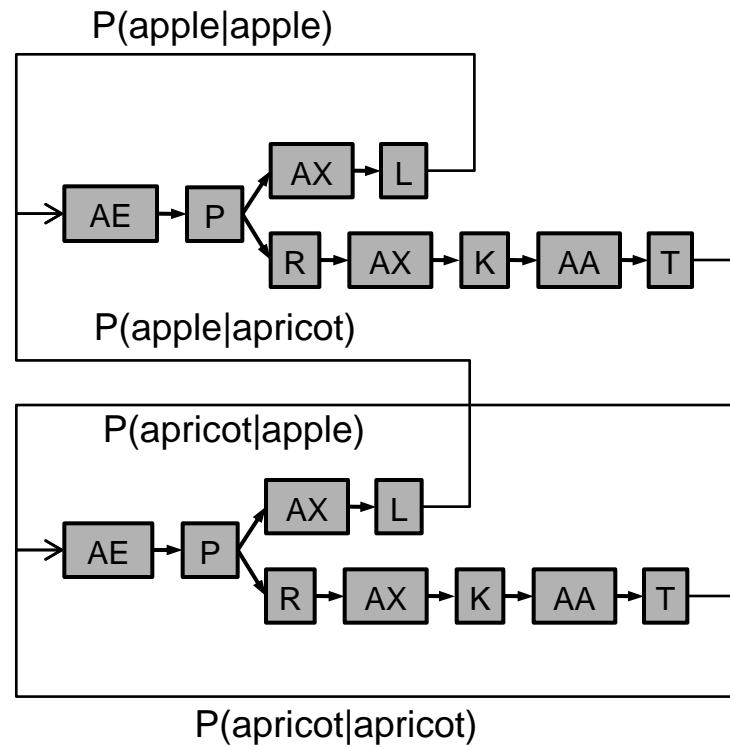 P(apple|apple)
AX L
AE P
R AX K AA T
P(apple|apricot)
P(apricot|apple)
AX L
AE P
R AX K AA T
P(apricot|apricot)